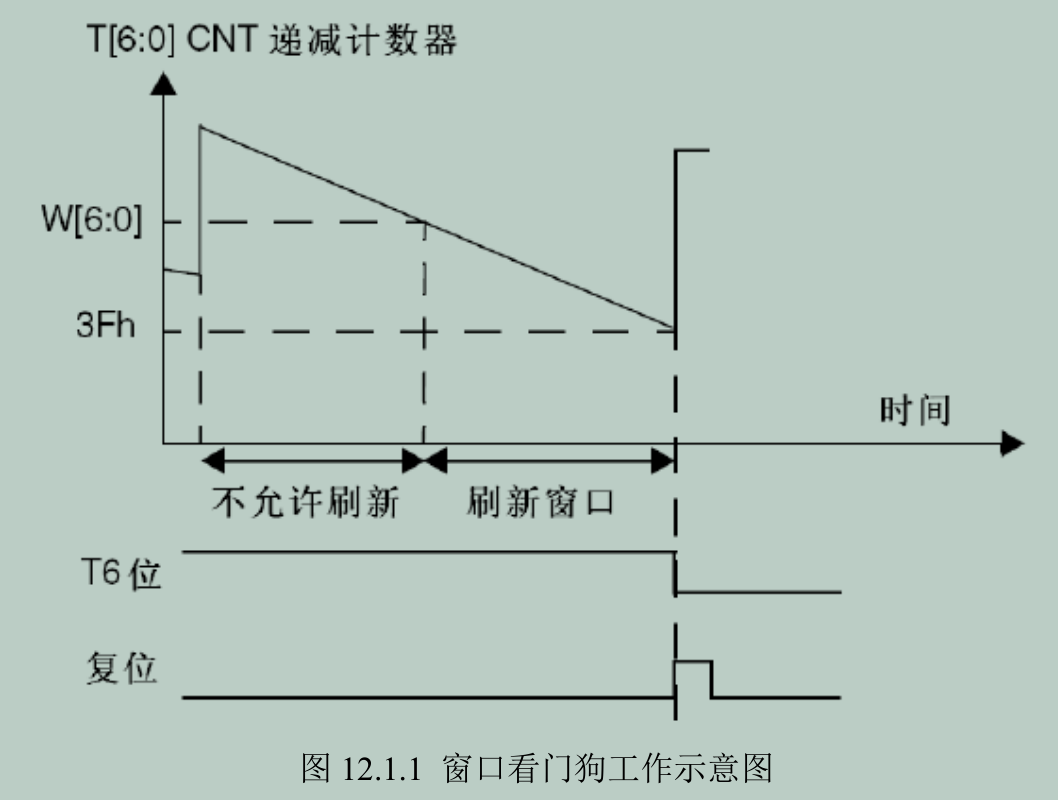 T[6:0] CNT 递减计数器
W[6:0]
3Fh
时间
不允许刷新
刷新窗口
T6位
复位
图 12.1.1 窗口看门狗工作示意图